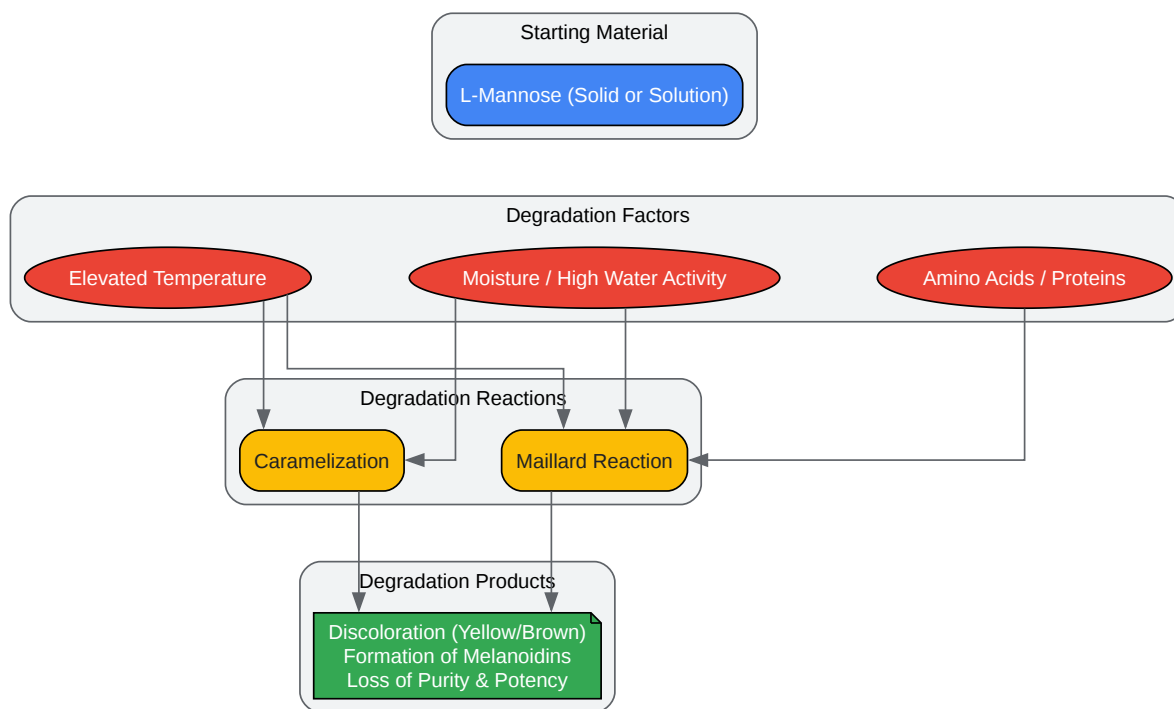 Starting Material
L-Mannose (Solid or Solution)
Degradation Factors
Elevated Temperature
Moisture / High Water Activity
Amino Acids / Proteins
Degradation Reactions
Caramelization
Maillard Reaction
Degradation Products
Discoloration (Yellow/Brown)
Formation of Melanoidins
Loss of Purity & Potency